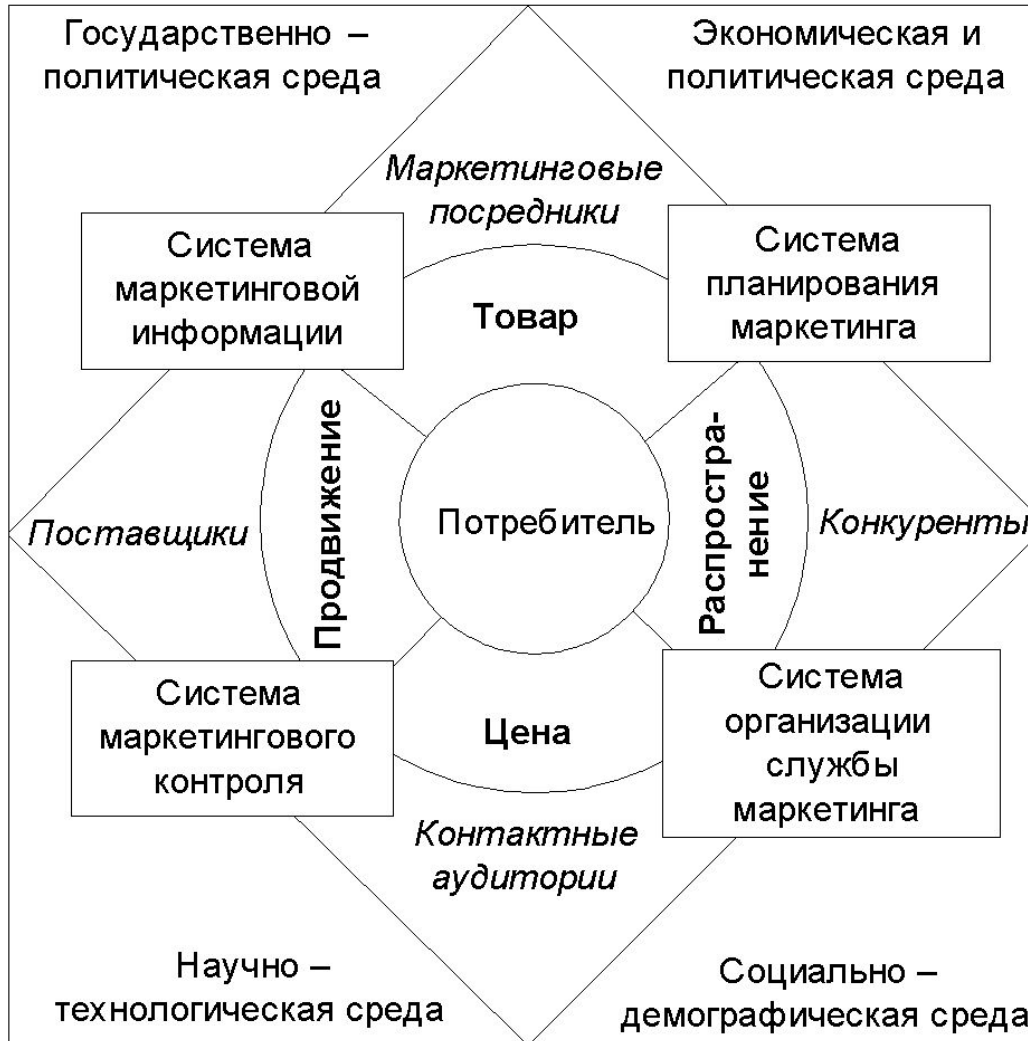 Государственно –
политическая среда
Экономическая и
политическая среда
Маркетинговые
посредники
Система
маркетинговой
информации
Система
планирования
маркетинга
Товар
Продвижение
Распростра-
нение
Поставщики
Потребитель
Конкуренты
Система
маркетингового
контроля
Цена
Система
организации
службы
маркетинга
Контактные
аудитории
Научно –
технологическая среда
Социально –
демографическая среда